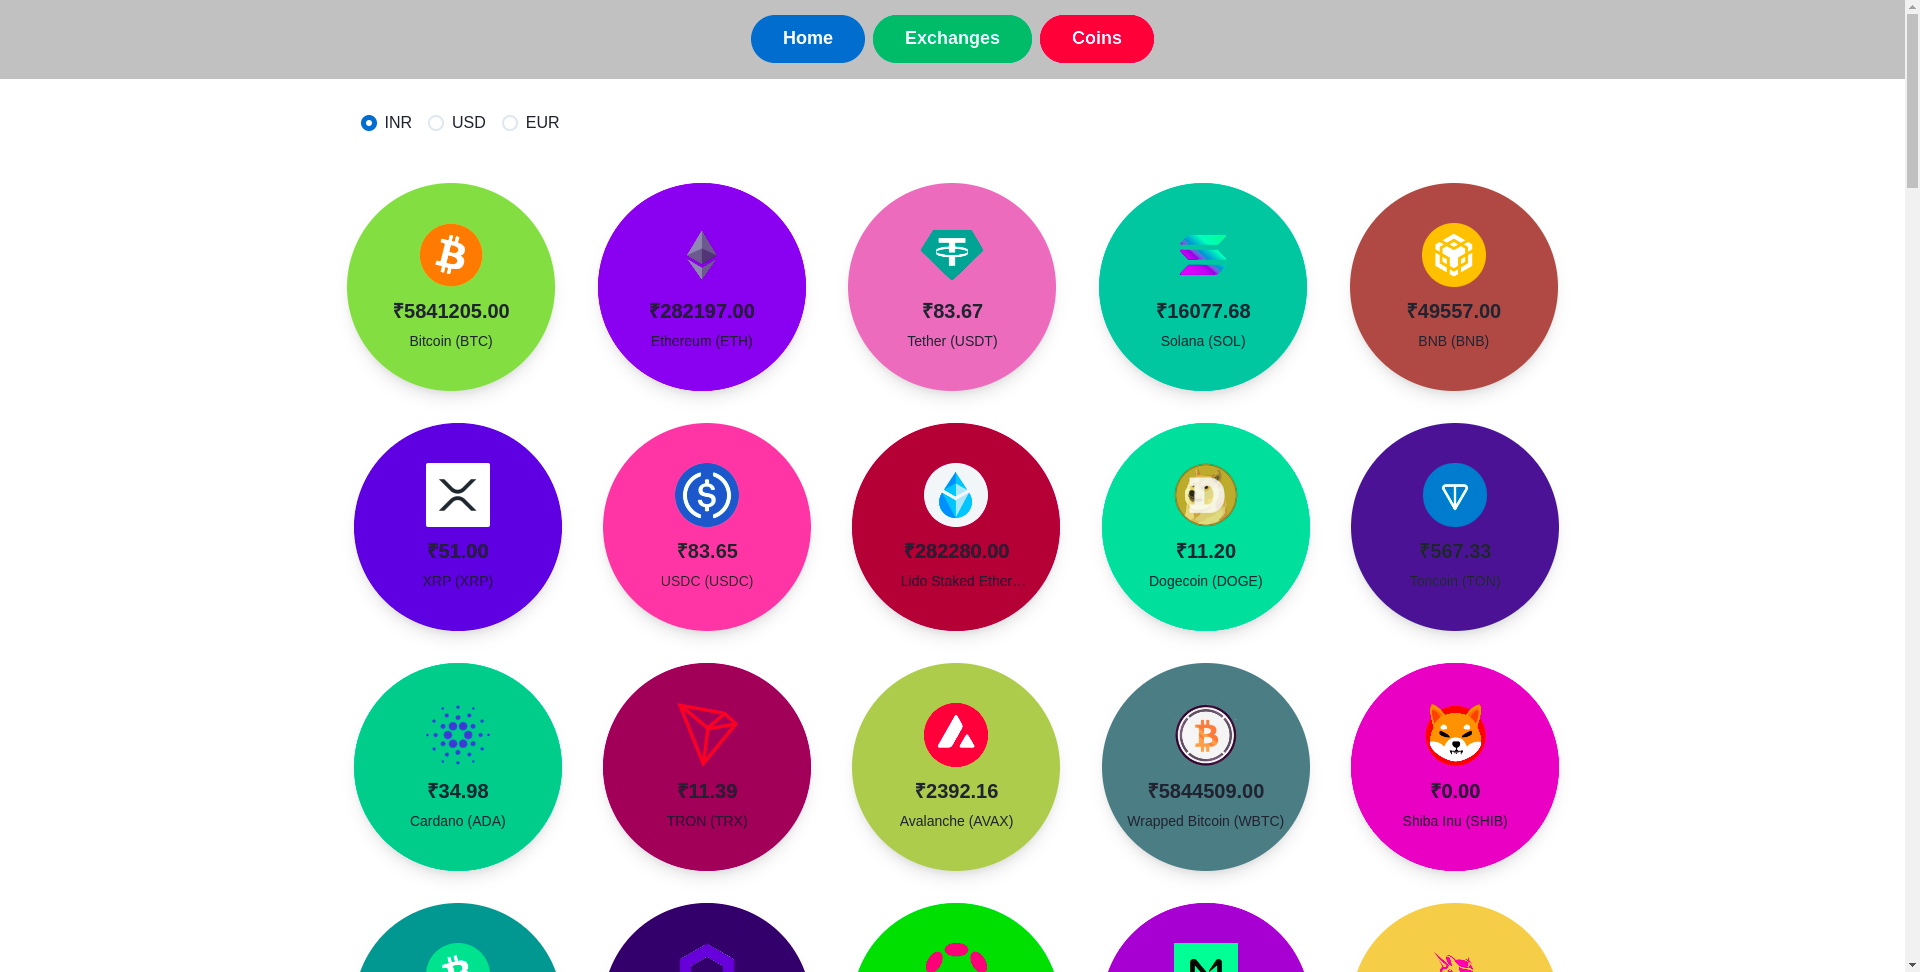 Home Exchanges Coins
INR USD EUR
₹5841205.00 ₹282197.00 ₹83.67 ₹16077.68 ₹49557.00
Bitcoin (BTC) Ethereum (ETH) Tether (USDT) Solana (SOL) BNB (BNB)
₹51.00 ₹83.65 ₹282280.00 ₹11.20 ₹567.33
XRP (XRP) USDC (USDC) Lido Staked Ether… Dogecoin (DOGE) Toncoin (TON)
₹34.98 ₹11.39 ₹2392.16 ₹5844509.00 ₹0.00
Cardano (ADA) TRON (TRX) Avalanche (AVAX) Wrapped Bitcoin (WBTC) Shiba Inu (SHIB)